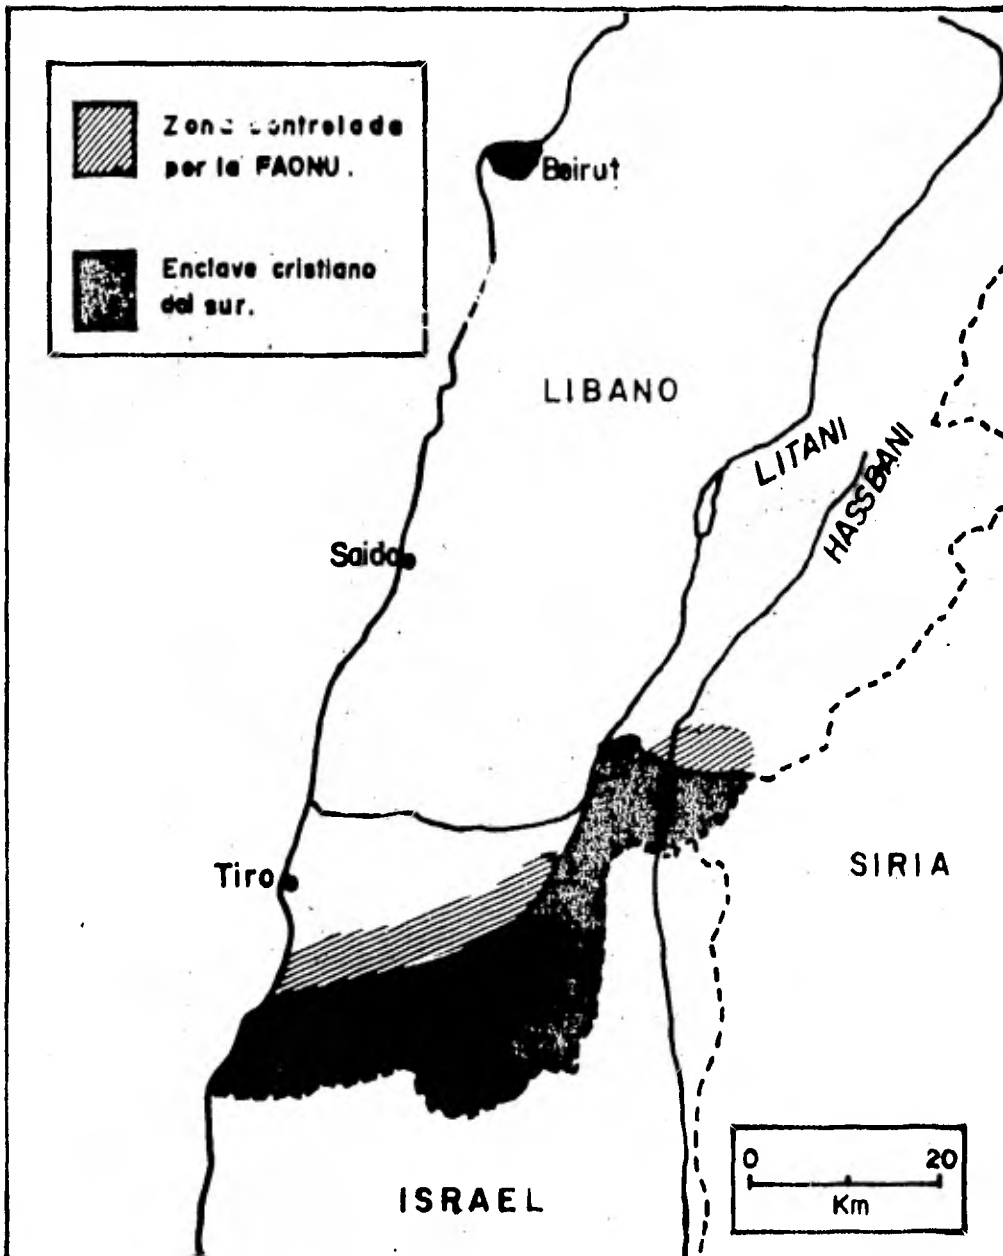 Zona controlada
por la FAONU.
Enclave cristiano
del sur.
Beirut
LIBANO
LITANI
HASSBANI
Saida
Tiro
SIRIA
ISRAEL
0 20
Km